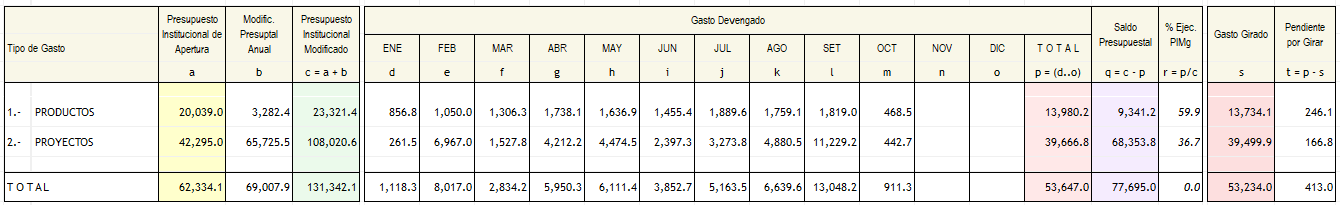 Tipo de Gasto | Presupuesto Institucional de Apertura | Modific. Presuptal Anual | Presupuesto Institucional Modificado | Gasto Devengado | Saldo Presupuestal | % Ejec. PIMg | Gasto Girado | Pendiente por Girar
ENE | FEB | MAR | ABR | MAY | JUN | JUL | AGO | SET | OCT | NOV | DIC | T O T A L
a | b | c = a + b | d | e | f | g | h | i | j | k | l | m | n | o | p = (d..o) | q = c - p | r = p/c | s | t = p - s
1.- PRODUCTOS | 20,039.0 | 3,282.4 | 23,321.4 | 856.8 | 1,050.0 | 1,306.3 | 1,738.1 | 1,636.9 | 1,455.4 | 1,889.6 | 1,759.1 | 1,819.0 | 468.5 | 13,980.2 | 9,341.2 | 59.9 | 13,734.1 | 246.1
2.- PROYECTOS | 42,295.0 | 65,725.5 | 108,020.6 | 261.5 | 6,967.0 | 1,527.8 | 4,212.2 | 4,474.5 | 2,397.3 | 3,273.8 | 4,880.5 | 11,229.2 | 442.7 | 39,666.8 | 68,353.8 | 36.7 | 39,499.9 | 166.8
T O T A L | 62,334.1 | 69,007.9 | 131,342.1 | 1,118.3 | 8,017.0 | 2,834.2 | 5,950.3 | 6,111.4 | 3,852.7 | 5,163.5 | 6,639.6 | 13,048.2 | 911.3 | 53,647.0 | 77,695.0 | 0.0 | 53,234.0 | 413.0